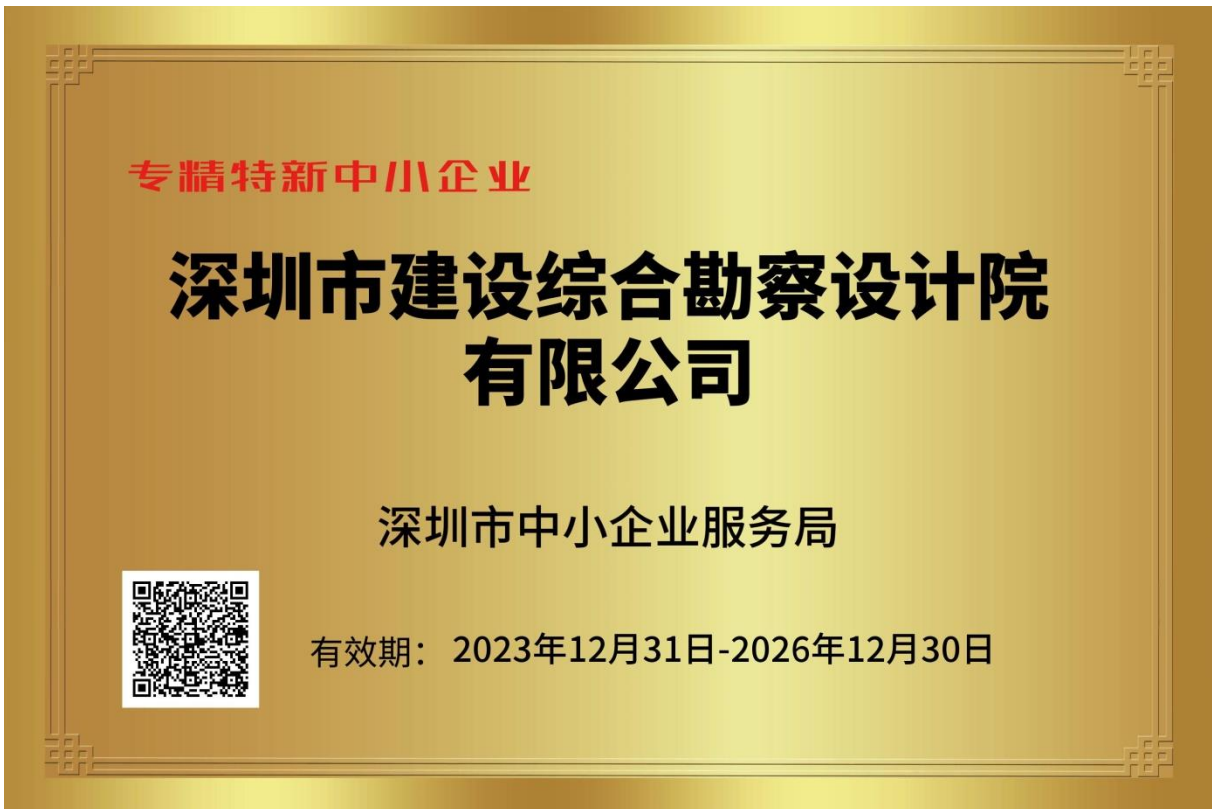 专精特新中小企业
深圳市建设综合勘察设计院
有限公司
深圳市中小企业服务局
有效期：2023年12月31日-2026年12月30日